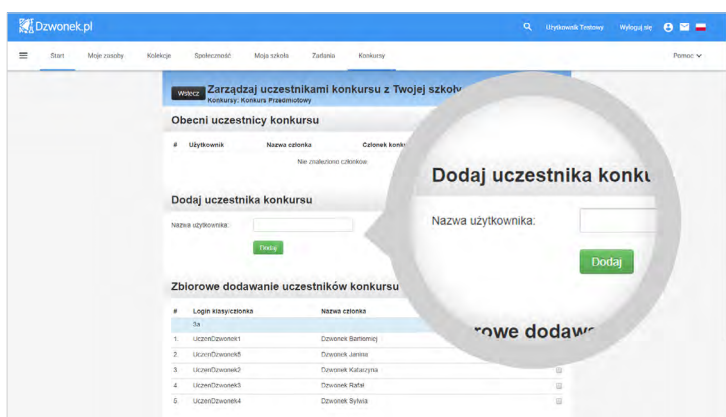 Dzwonek.pl
Użytkownik Testowy Wyloguj się
Start Moje zasoby Kolekcje Społeczność Moja szkoła Zadania Konkursy Pomoc
Wstecz Zarządzaj uczestnikami konkursu z Twojej szkoły
Konkursy: Konkurs Przedmiotowy
Obecni uczestnicy konkursu
# Użytkownik Nazwa członka Członek konku
Nie znaleziono członków
Dodaj uczestnika konkursu
Nazwa użytkownika:
Dodaj
Dodaj uczestnika konku
Nazwa użytkownika:
Dodaj
rowe dodawa
Zbiorowe dodawanie uczestników konkursu
# Login klasy/członka Nazwa członka
3a
1. UczenDzwonek1 Dzwonek Bartłomiej
2. UczenDzwonek5 Dzwonek Janina
3. UczenDzwonek2 Dzwonek Katarzyna
4. UczenDzwonek3 Dzwonek Rafał
5. UczenDzwonek4 Dzwonek Sylwia